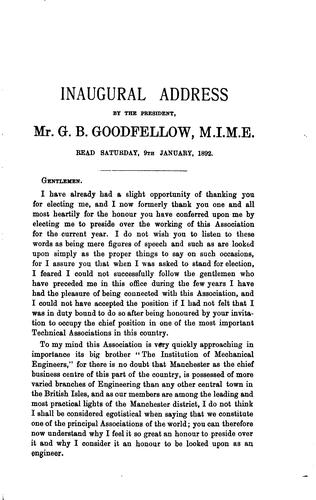 INAUGURAL ADDRESS
BY THE PRESIDENT,
Mr. G. B. GOODFELLOW, M.I.M.E.
READ SATURDAY, 9TH JANUARY, 1892.
GENTLEMEN.
I have already had a slight opportunity of thanking you
for electing me, and I now formerly thank you one and all
most heartily for the honour you have conferred upon me by
electing me to preside over the working of this Association
for the current year. I do not wish you to listen to these
words as being mere figures of speech and such as are looked
upon simply as the proper things to say on such occasions,
for I assure you that when I was asked to stand for election,
I feared I could not successfully follow the gentlemen who
have preceded me in this office during the few years I have
had the pleasure of being connected with this Association, and
I could not have accepted the position if I had not felt that I
was in duty bound to do so after being honoured by your invita-
tion to occupy the chief position in one of the most important
Technical Associations in this country.
To my mind this Association is very quickly approaching in
importance its big brother "The Institution of Mechanical
Engineers," for there is no doubt that Manchester as the chief
business centre of this part of the country, is possessed of more
varied branches of Engineering than any other central town in
the British Isles, and as our members are among the leading and
most practical lights of the Manchester district, I do not think
I shall be considered egotistical when saying that we constitute
one of the principal Associations of the world; you can therefore
now understand why I feel it so great an honour to preside over
it and why I consider it an honour to be looked upon as an
engineer.